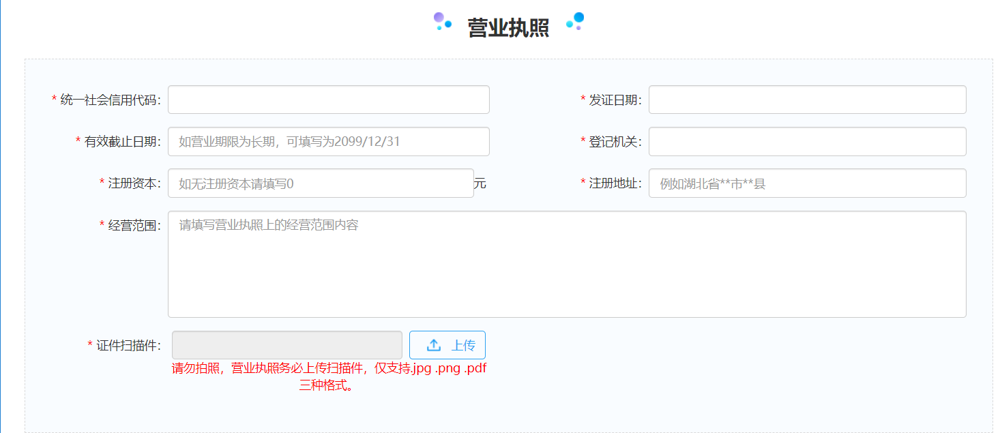 营业执照
* 统一社会信用代码：
* 发证日期：
* 有效截止日期： 如营业期限为长期，可填写为2099/12/31
* 登记机关：
* 注册资本： 如无注册资本请填写0 元
* 注册地址： 例如湖北省**市**县
* 经营范围： 请填写营业执照上的经营范围内容
* 证件扫描件： 上传
请勿拍照，营业执照务必上传扫描件，仅支持.jpg .png .pdf
三种格式。